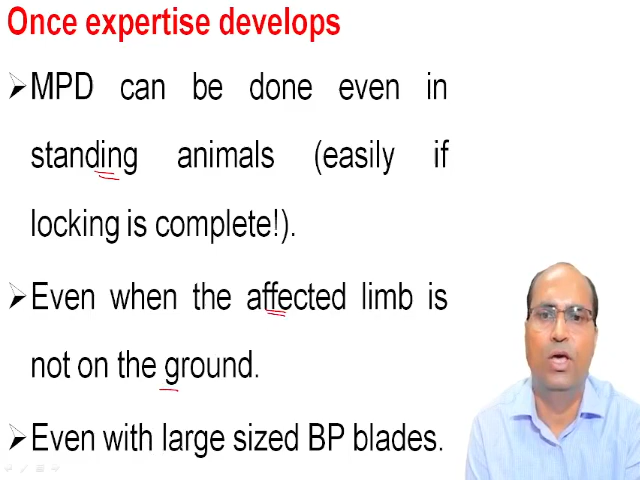 Once expertise develops
➢MPD can be done even in
standing animals (easily if
locking is complete!).
➢Even when the affected limb is
not on the ground.
➢Even with large sized BP blades.